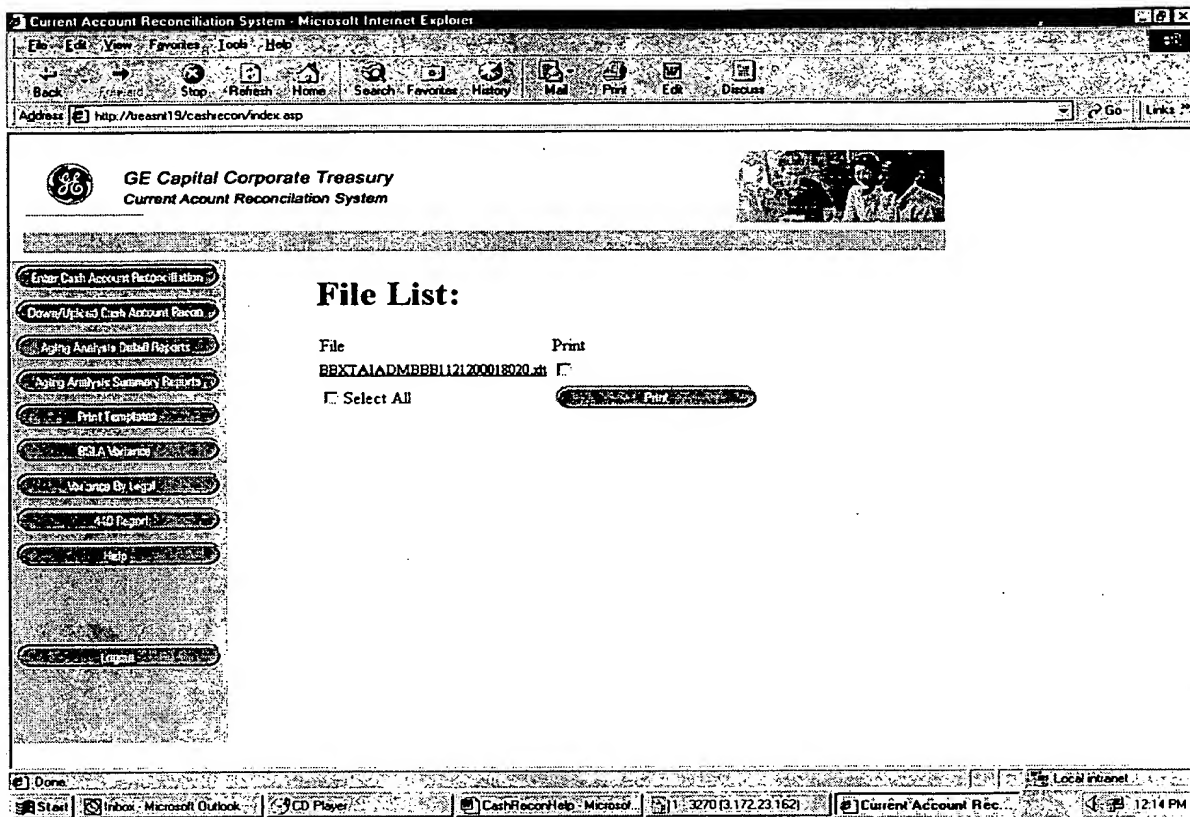 Current Account Reconciliation System - Microsoft Internet Explorer
File Edit View Favorites Tools Help
Back Forward Stop Refresh Home Search Favorites History Mail Print Edit Discuss
Address http://treasnt19/cashrecon/index.asp Go Links »
GE Capital Corporate Treasury
Current Acount Reconcilation System
Enter Cash Account Reconciliation
Down/Upload Cash Account Recon
Aging Analysis Detail Reports
Aging Analysis Summary Reports
Print Templates
BSLA Variance
Variance By Legal
440 Report
Help
Logout
File List:
File Print
BBXTA1ADMBBB1121200018020.xtt
Select All Print
Done Local intranet
Start Inbox - Microsoft Outlook CD Player CashReconHelp - Microsof... 1 - 3270 (3.172.23.162) Current Account Rec... 12:14 PM